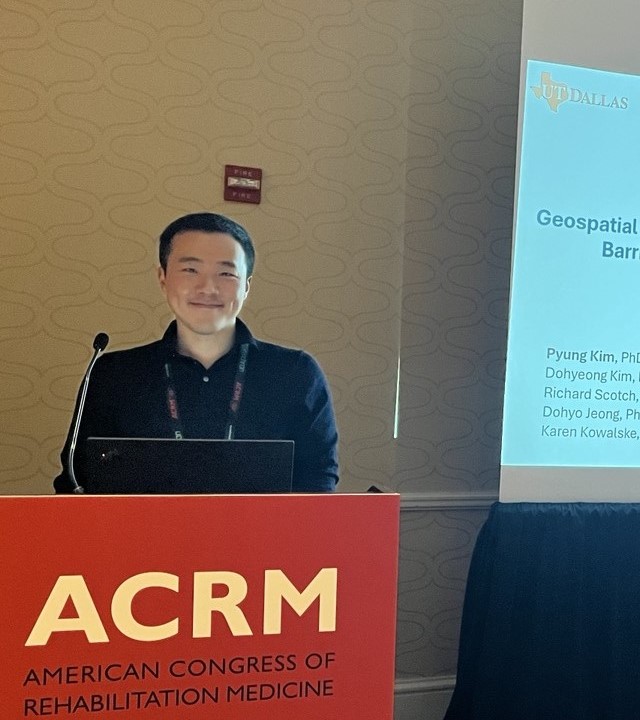 FIRE
FIRE
UT DALLAS
Geospatial
Barr
Pyung Kim, PhD
Dohyeong Kim,
Richard Scotch,
Dohyo Jeong, Ph
Karen Kowalske,
ACRM
AMERICAN CONGRESS OF
REHABILITATION MEDICINE